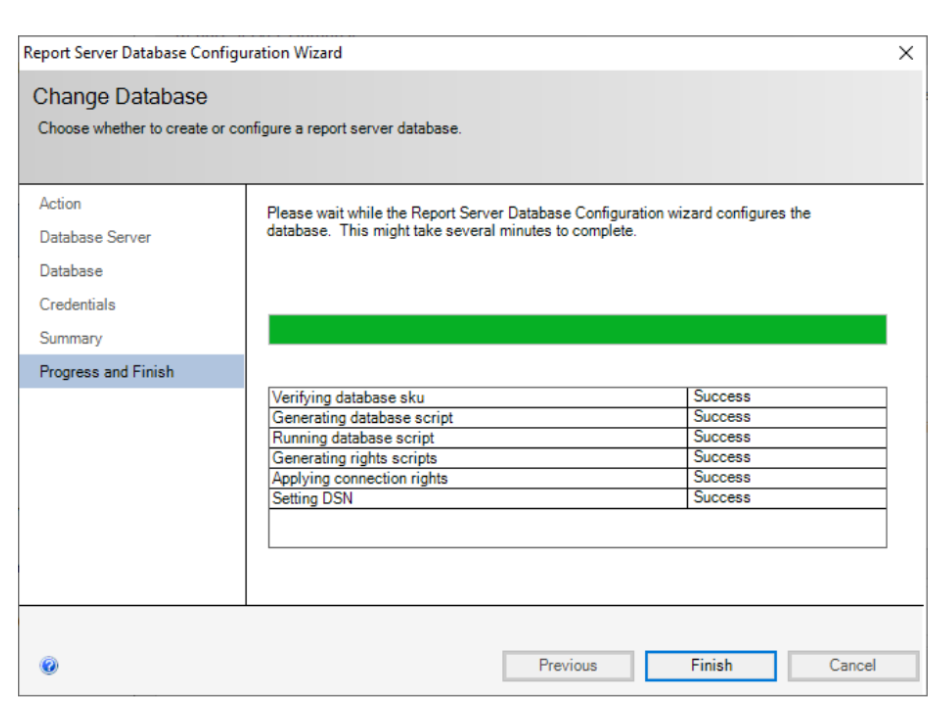 Report Server Database Configuration Wizard
Change Database
Choose whether to create or configure a report server database.
Action
Database Server
Database
Credentials
Summary
Progress and Finish
Please wait while the Report Server Database Configuration wizard configures the
database. This might take several minutes to complete.
Verifying database sku Success
Generating database script Success
Running database script Success
Generating rights scripts Success
Applying connection rights Success
Setting DSN Success
Previous Finish Cancel